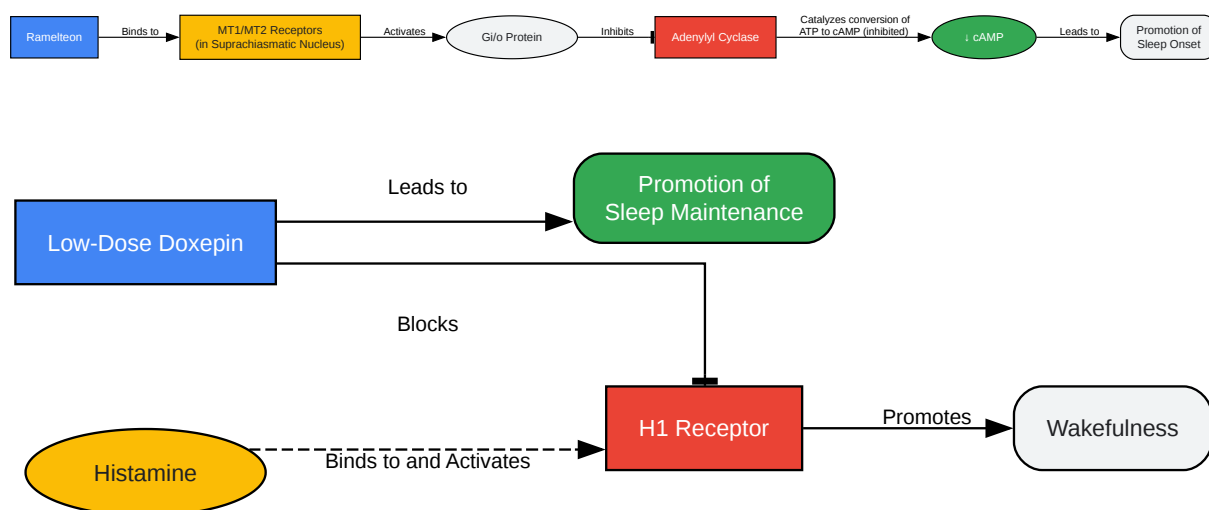 Ramelteon
Binds to
MT1/MT2 Receptors
(in Suprachiasmatic Nucleus)
Activates
Gi/o Protein
Inhibits
Adenylyl Cyclase
Catalyzes conversion of
ATP to cAMP (inhibited)
↓ cAMP
Leads to
Promotion of
Sleep Onset
Leads to
Promotion of
Sleep Maintenance
Low-Dose Doxepin
Blocks
H1 Receptor
Promotes
Wakefulness
Histamine
Binds to and Activates